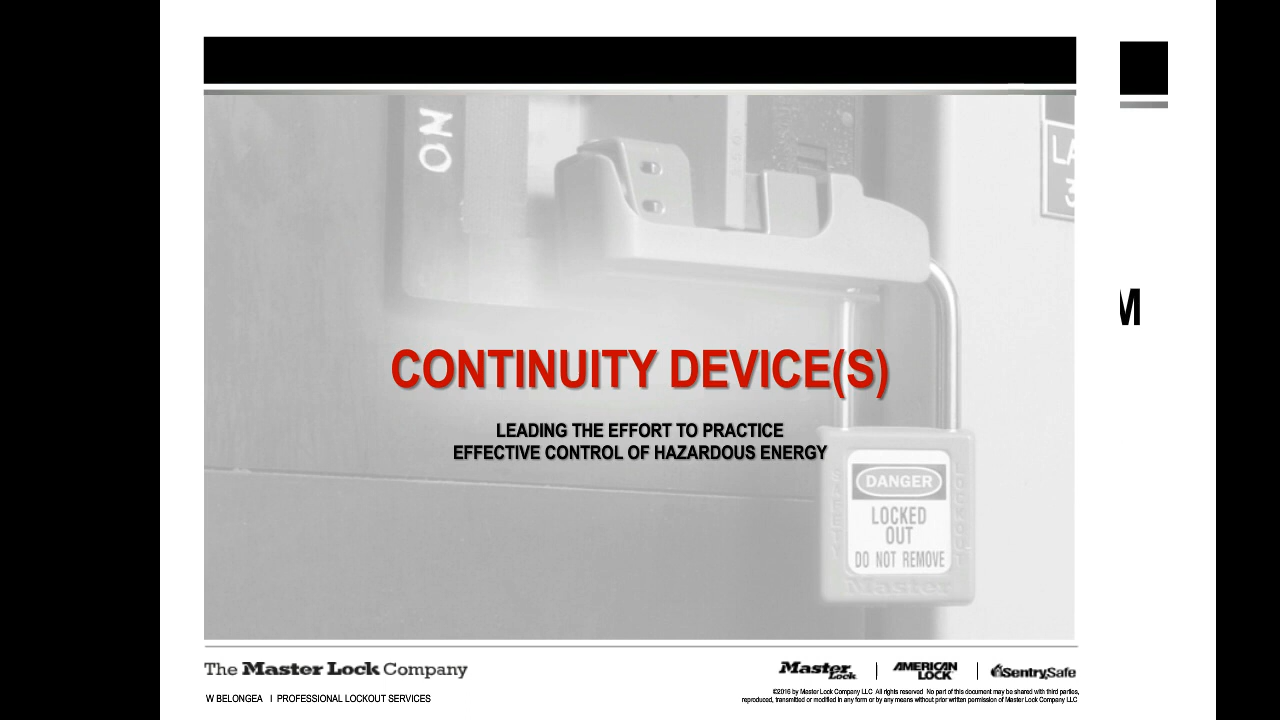 ON
LA
3
M
CONTINUITY DEVICE(S)
LEADING THE EFFORT TO PRACTICE
EFFECTIVE CONTROL OF HAZARDOUS ENERGY
DANGER
LOCKED
OUT
DO NOT REMOVE
Master
The Master Lock Company
Master Lock
AMERICAN LOCK
SentrySafe
W BELONGEA I PROFESSIONAL LOCKOUT SERVICES
©2016 by Master Lock Company LLC All rights reserved No part of this document may be shared with third parties,
reproduced, transmitted or modified in any form or by any means without prior written permission of Master Lock Company LLC